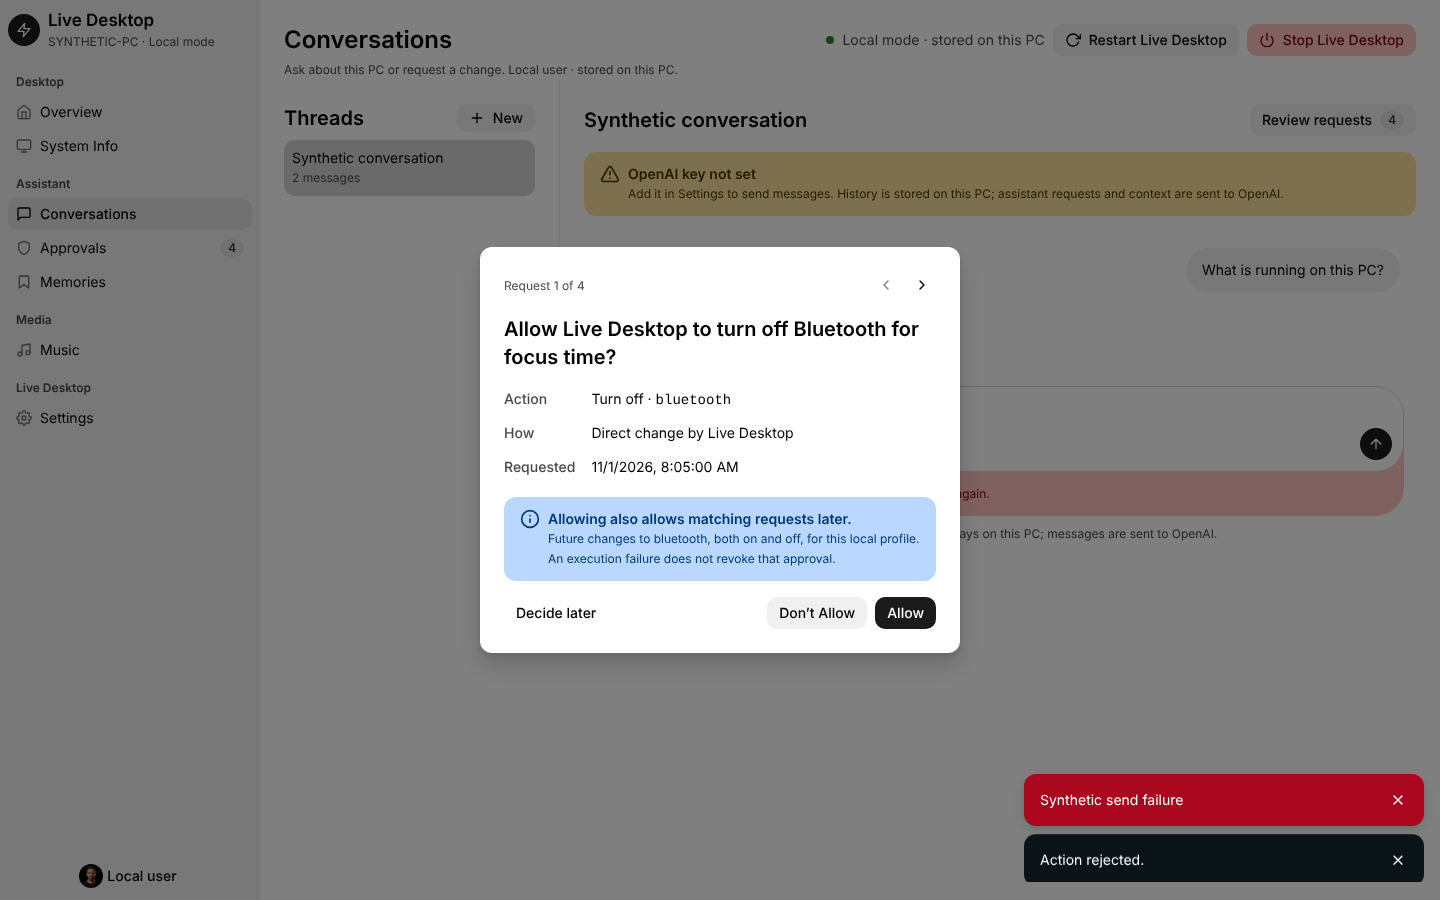 Live Desktop
SYNTHETIC-PC · Local mode
Desktop
Overview
System Info
Assistant
Conversations
Approvals 4
Memories
Media
Music
Live Desktop
Settings
Local user
Conversations
Ask about this PC or request a change. Local user · stored on this PC.
Local mode · stored on this PC
Restart Live Desktop
Stop Live Desktop
Threads
New
Synthetic conversation
2 messages
Synthetic conversation
Review requests 4
OpenAI key not set
Add it in Settings to send messages. History is stored on this PC; assistant requests and context are sent to OpenAI.
What is running on this PC?
on this PC; messages are sent to OpenAI.
Request 1 of 4
Allow Live Desktop to turn off Bluetooth for
focus time?
Action Turn off · bluetooth
How Direct change by Live Desktop
Requested 11/1/2026, 8:05:00 AM
Allowing also allows matching requests later.
Future changes to bluetooth, both on and off, for this local profile.
An execution failure does not revoke that approval.
Decide later
Don’t Allow
Allow
Synthetic send failure
Action rejected.